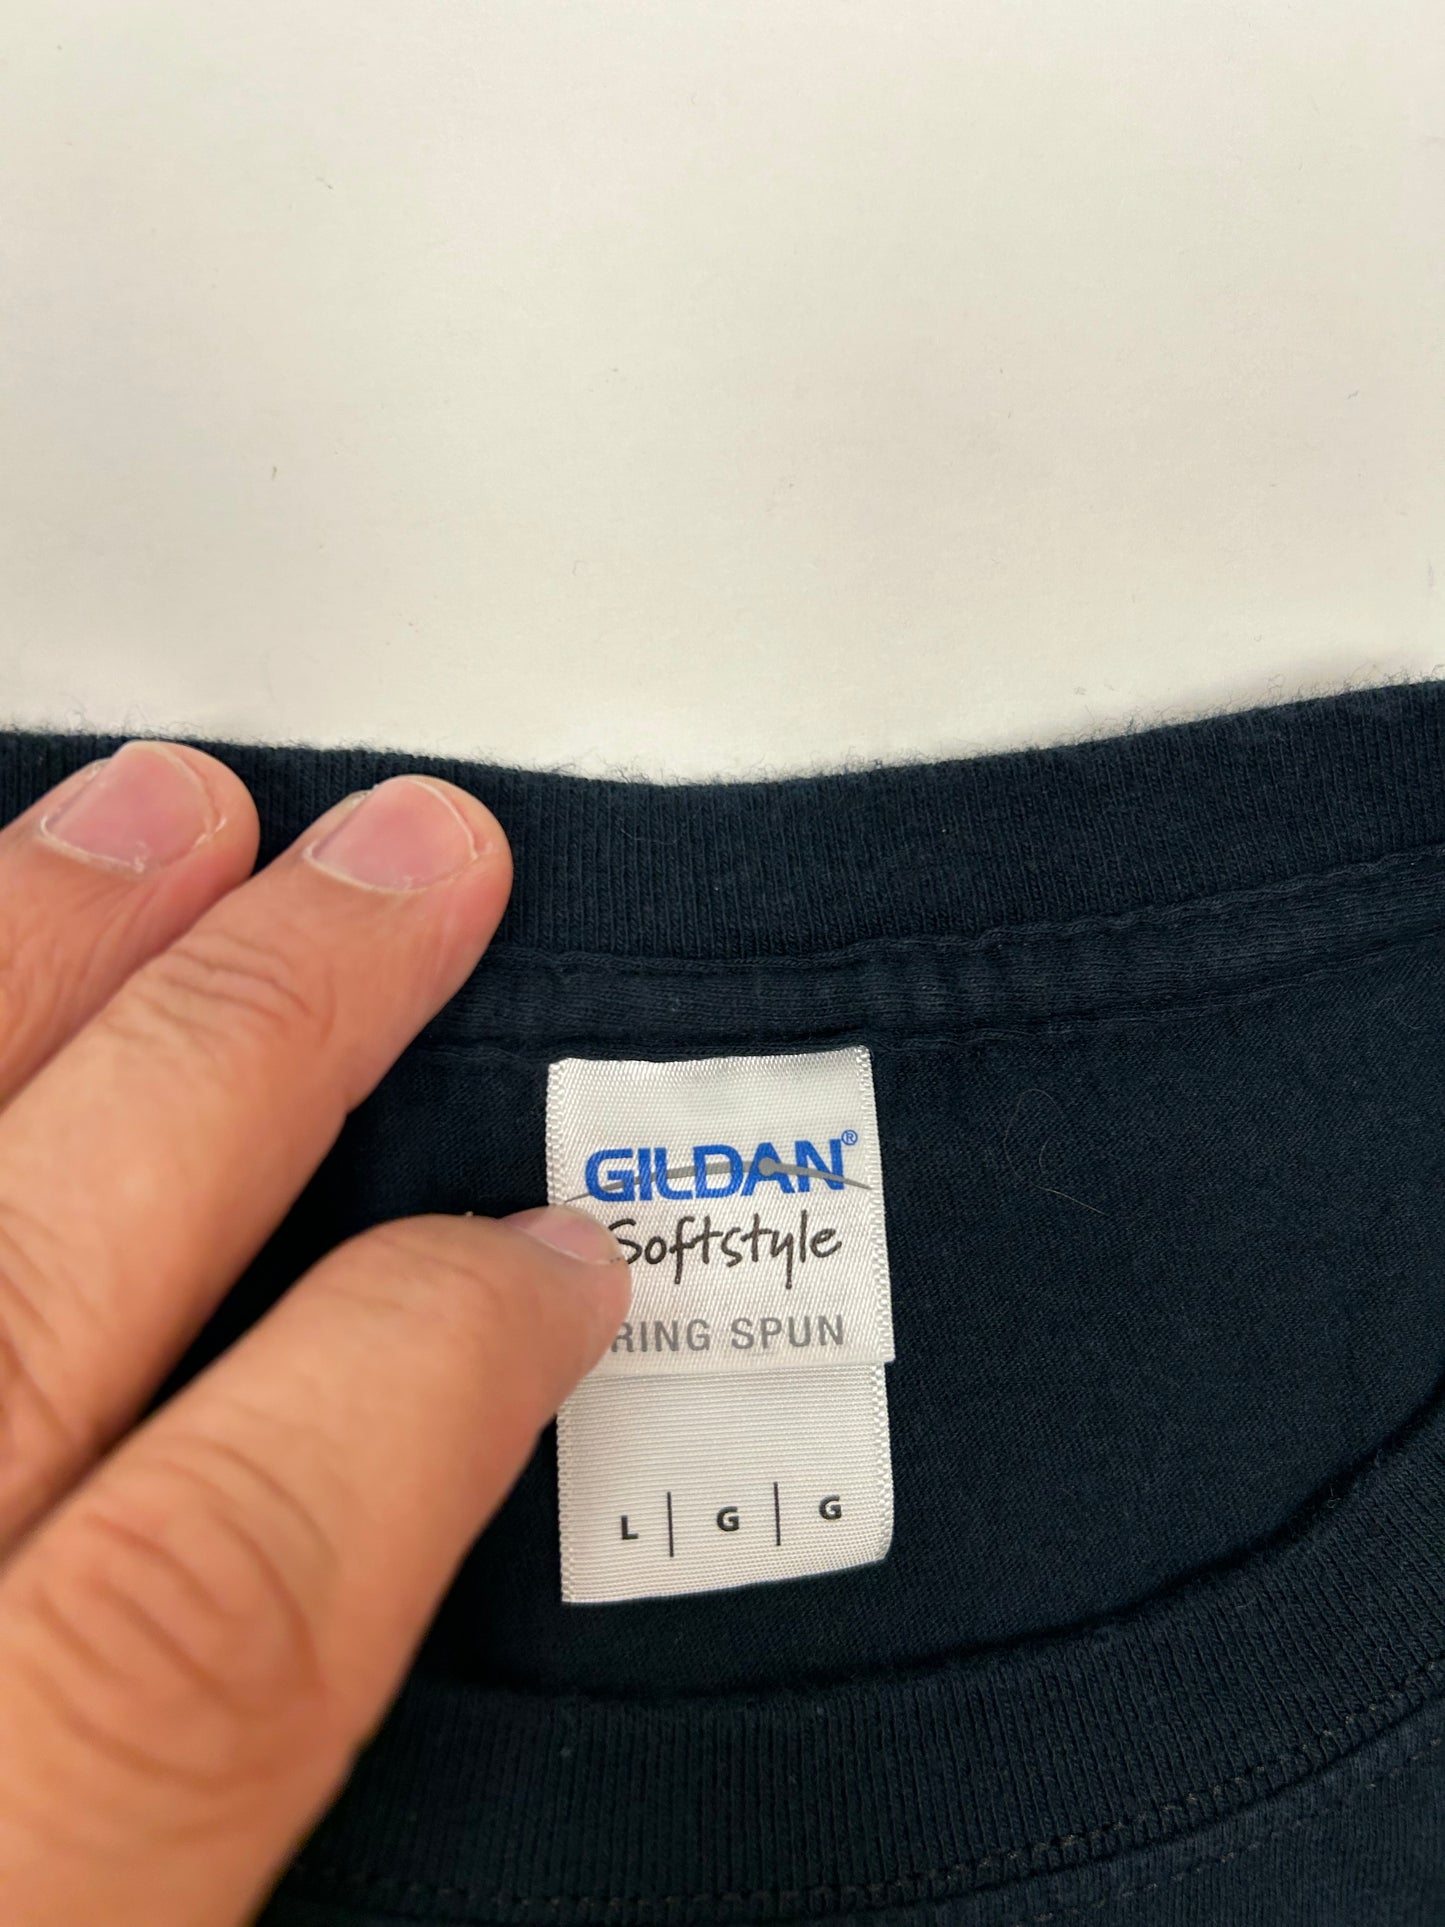 GILDAN®
Softstyle
RING SPUN
L | G | G